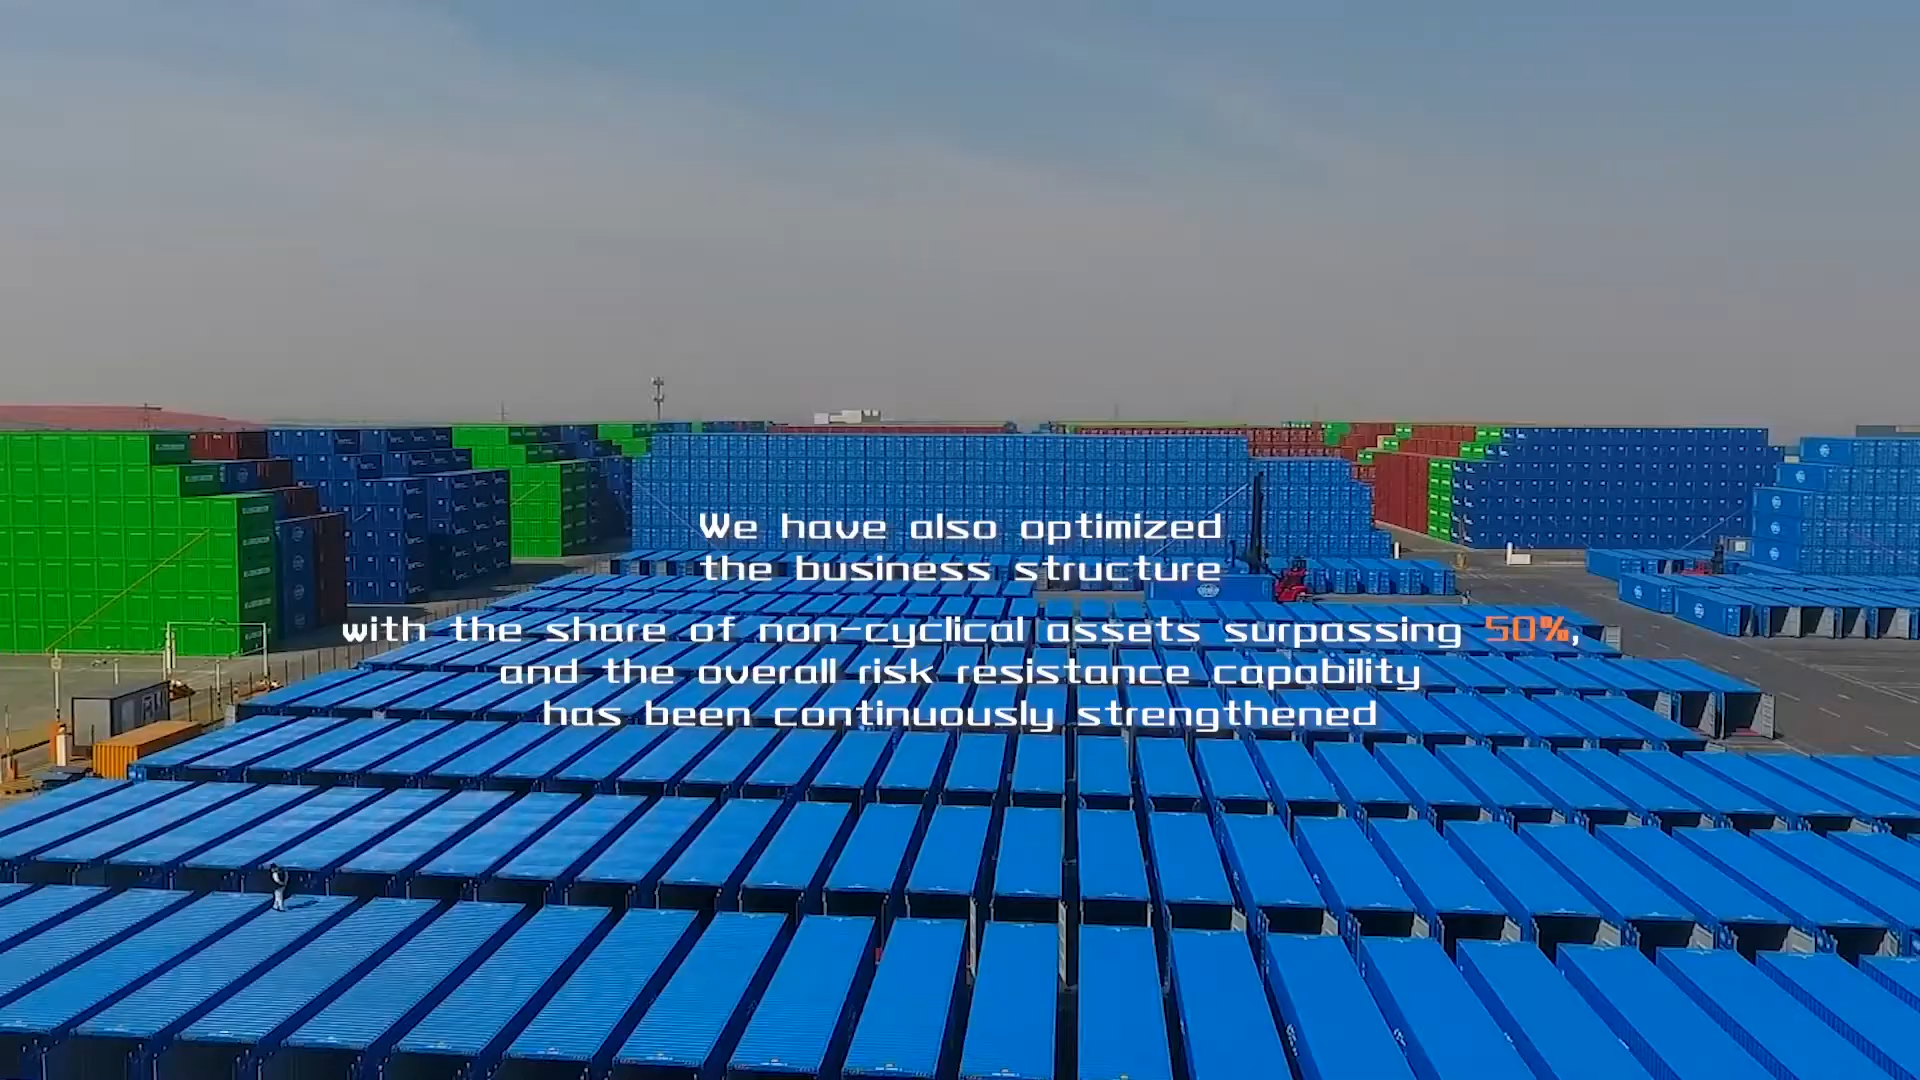 We have also optimized
the business structure
with the share of non-cyclical assets surpassing 50%,
and the overall risk resistance capability
has been continuously strengthened